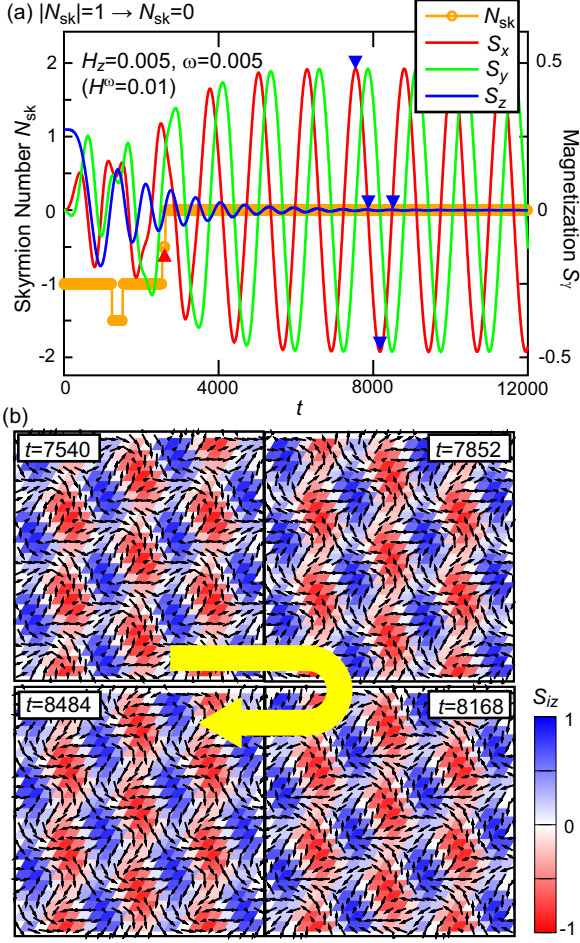 (a) |Nsk|=1 → Nsk=0
Hz=0.005, ω=0.005
(Hω=0.01)
Nsk
Sx
Sy
Sz
Skyrmion Number Nsk
2
1
0
-1
-2
Magnetization Sγ
0.5
0
-0.5
0
4000
8000
12000
t
(b)
t=7540
t=7852
t=8484
t=8168
Siz
1
0
-1